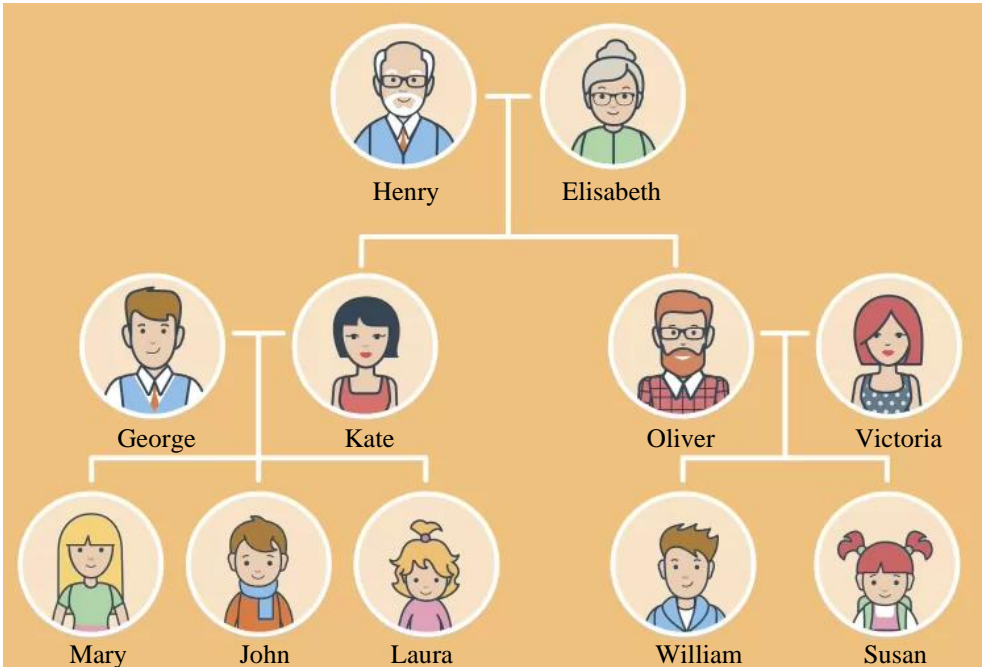 Henry Elisabeth
George Kate Oliver Victoria
Mary John Laura William Susan